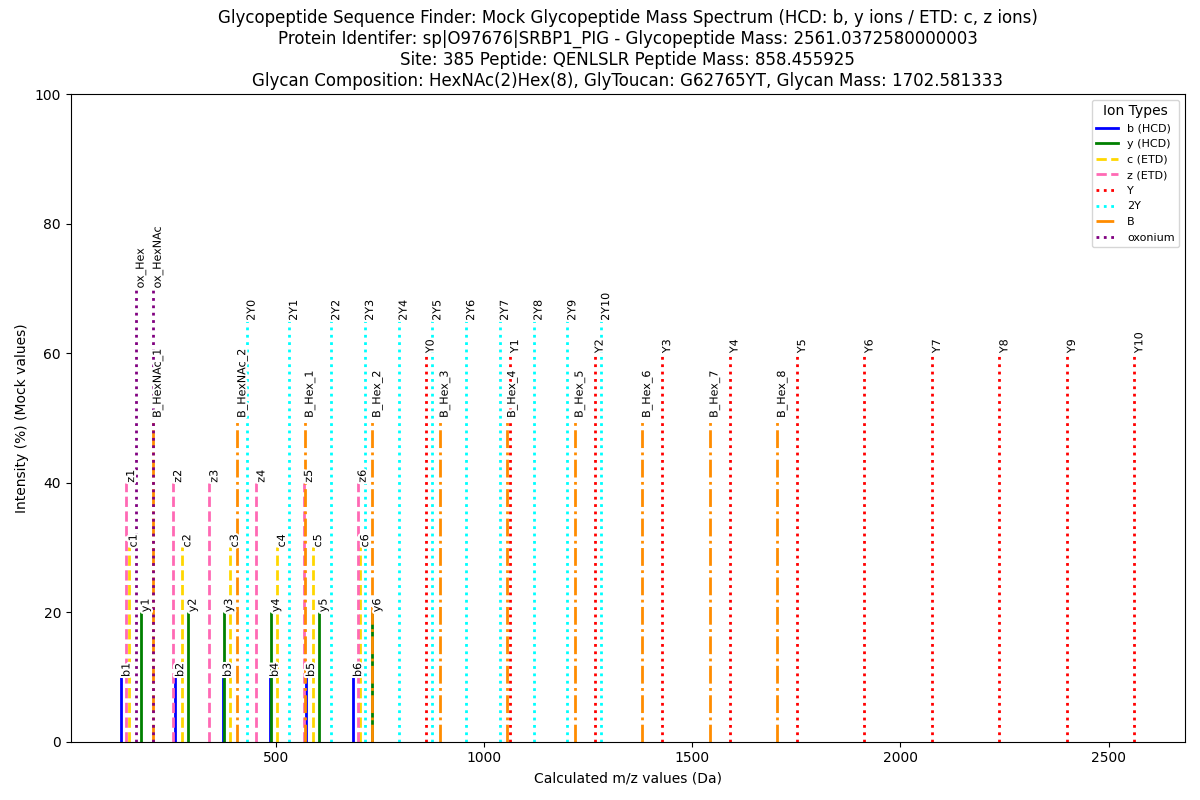 Glycopeptide Sequence Finder: Mock Glycopeptide Mass Spectrum (HCD: b, y ions / ETD: c, z ions)
Protein Identifer: sp|O97676|SRBP1_PIG - Glycopeptide Mass: 2561.0372580000003
Site: 385 Peptide: QENLSLR Peptide Mass: 858.455925
Glycan Composition: HexNAc(2)Hex(8), GlyToucan: G62765YT, Glycan Mass: 1702.581333
Ion Types
b (HCD)
y (HCD)
c (ETD)
z (ETD)
Y
2Y
B
oxonium
Intensity (%) (Mock values)
100
80
60
40
20
0
ox_Hex
ox_HexNAc
2Y0
2Y1
2Y2
2Y3
2Y4
2Y5
2Y6
2Y7
2Y8
2Y9
2Y10
Y0
Y1
Y2
Y3
Y4
Y5
Y6
Y7
Y8
Y9
Y10
B_HexNAc_1
B_HexNAc_2
B_Hex_1
B_Hex_2
B_Hex_3
B_Hex_4
B_Hex_5
B_Hex_6
B_Hex_7
B_Hex_8
z1
z2
z3
z4
z5
z6
c1
c2
c3
c4
c5
c6
y1
y2
y3
y4
y5
y6
b1
b2
b3
b4
b5
b6
500
1000
1500
2000
2500
Calculated m/z values (Da)